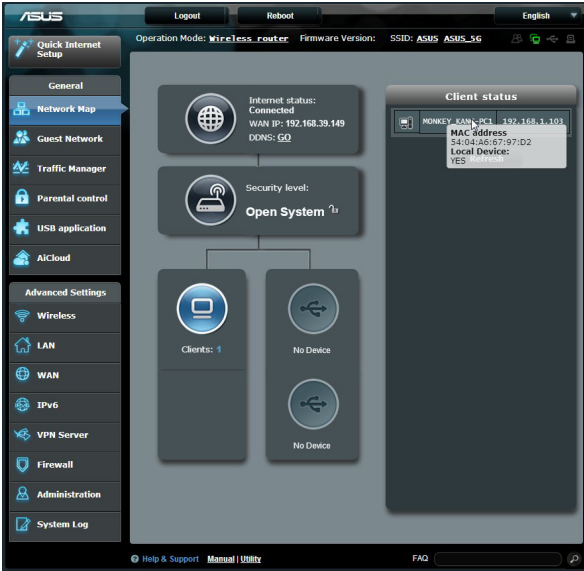 ASUS
Logout
Reboot
English
Quick Internet
Setup
Operation Mode: Wireless router Firmware Version: SSID: ASUS ASUS_5G
General
Network Map
Guest Network
Traffic Manager
Parental control
USB application
AiCloud
Advanced Settings
Wireless
LAN
WAN
IPv6
VPN Server
Firewall
Administration
System Log
Internet status:
Connected
WAN IP: 192.168.39.149
DDNS: GO
Security level:
Open System
Clients: 1
No Device
No Device
Client status
192.168.1.103
MAC address
54:04:A6:67:97:D2
Local Device:
YES
Refresh
Help & Support Manual | Utility
FAQ